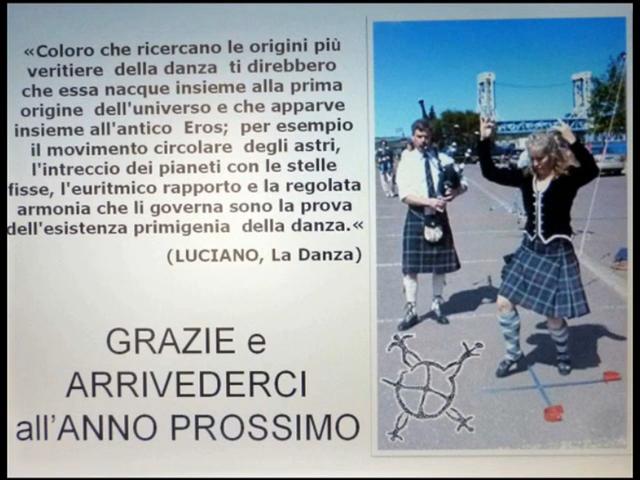 «Coloro che ricercano le origini più
veritiere della danza ti direbbero
che essa nacque insieme alla prima
origine dell'universo e che apparve
insieme all'antico Eros; per esempio
il movimento circolare degli astri,
l'intreccio dei pianeti con le stelle
fisse, l'euritmico rapporto e la regolata
armonia che li governa sono la prova
dell'esistenza primigenia della danza.«
(LUCIANO, La Danza)
GRAZIE e
ARRIVEDERCI
all'ANNO PROSSIMO